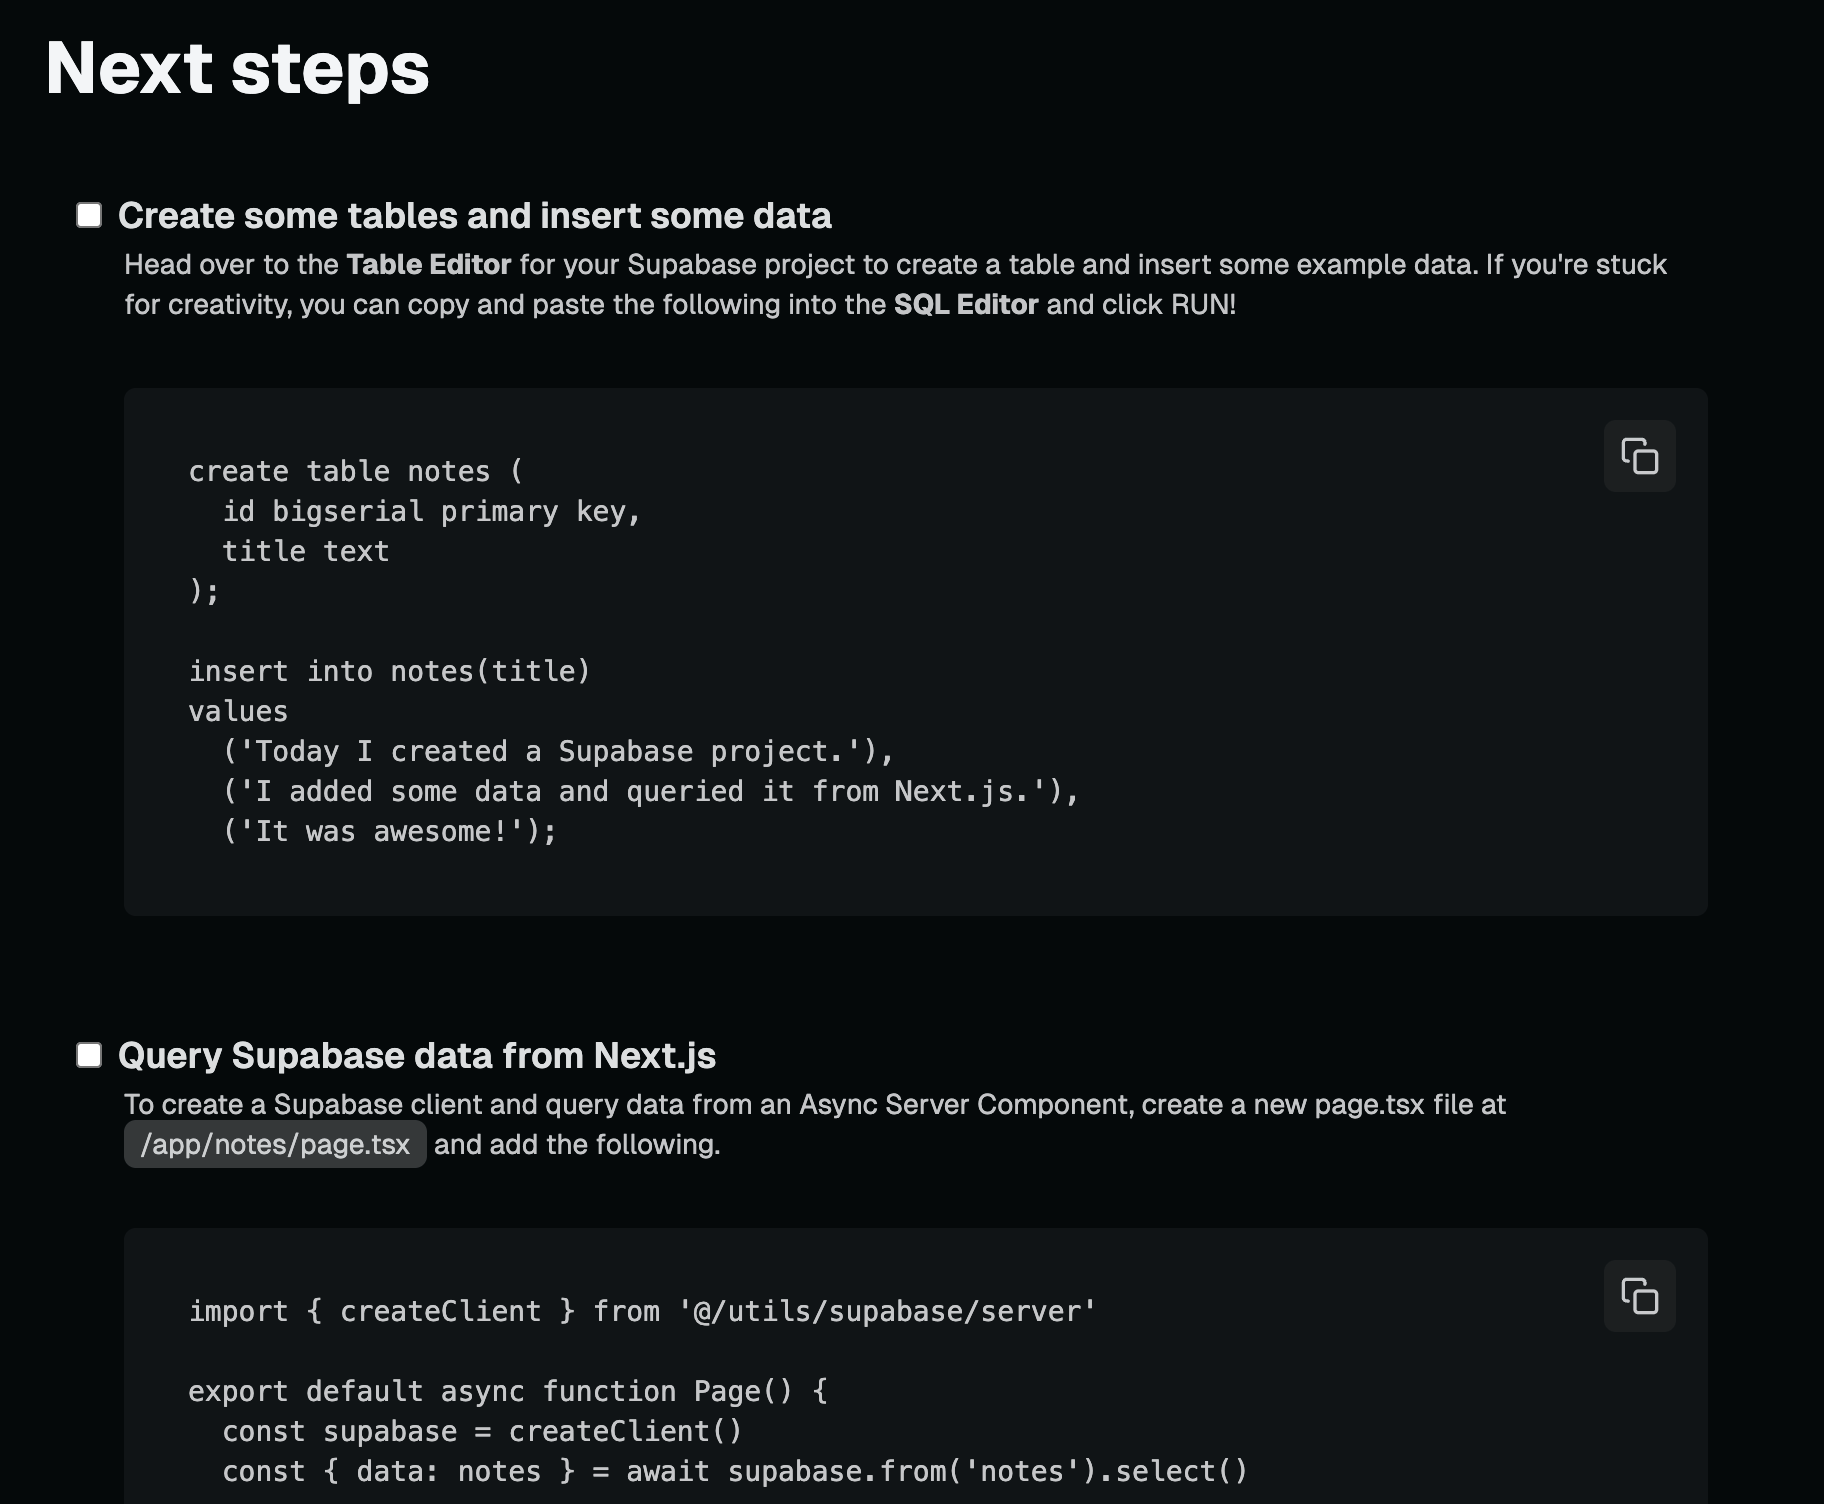 Next steps
Create some tables and insert some data
Head over to the Table Editor for your Supabase project to create a table and insert some example data. If you're stuck
for creativity, you can copy and paste the following into the SQL Editor and click RUN!
create table notes (
  id bigserial primary key,
  title text
);

insert into notes(title)
values
  ('Today I created a Supabase project.'),
  ('I added some data and queried it from Next.js.'),
  ('It was awesome!');
Query Supabase data from Next.js
To create a Supabase client and query data from an Async Server Component, create a new page.tsx file at
/app/notes/page.tsx and add the following.
import { createClient } from '@/utils/supabase/server'

export default async function Page() {
  const supabase = createClient()
  const { data: notes } = await supabase.from('notes').select()